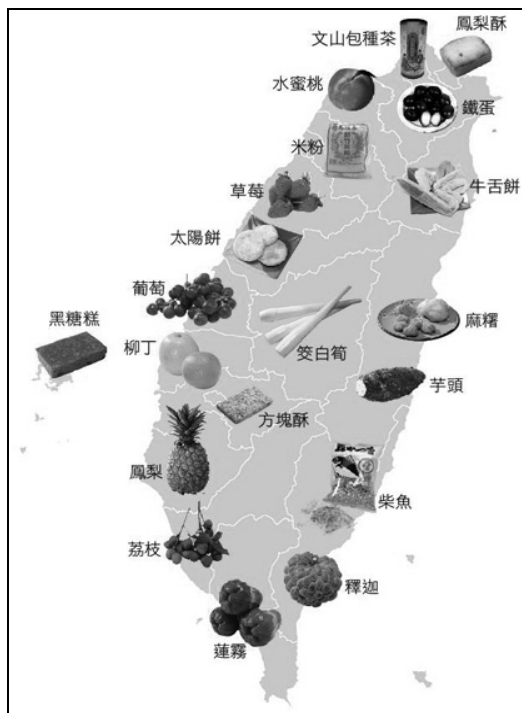 文山包種茶
鳳梨酥
水蜜桃
鐵蛋
米粉
牛舌餅
草莓
太陽餅
葡萄
黑糖糕
柳丁
筊白筍
麻糬
芋頭
方塊酥
鳳梨
柴魚
荔枝
釋迦
蓮霧